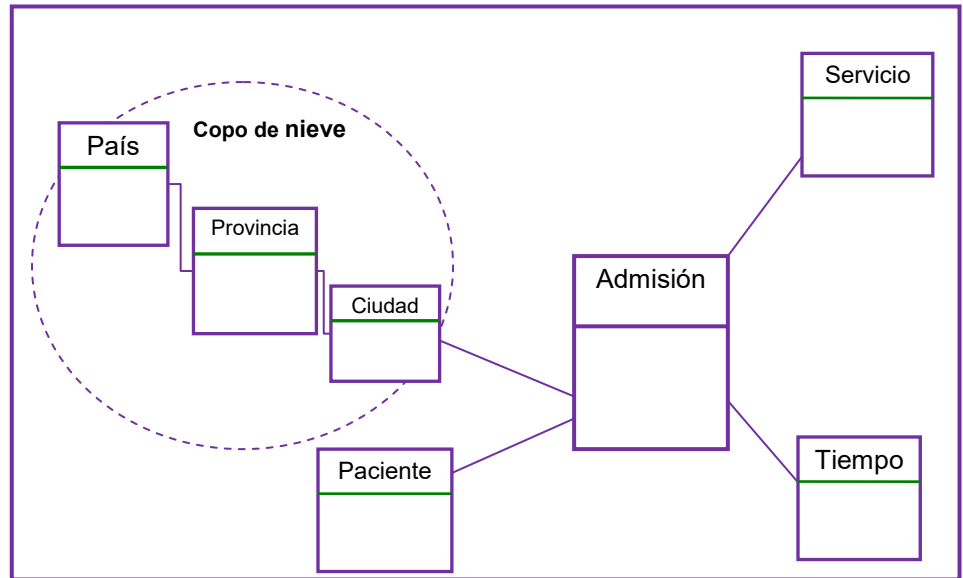 Servicio
Copo de nieve
País
Provincia
Admisión
Ciudad
Paciente
Tiempo